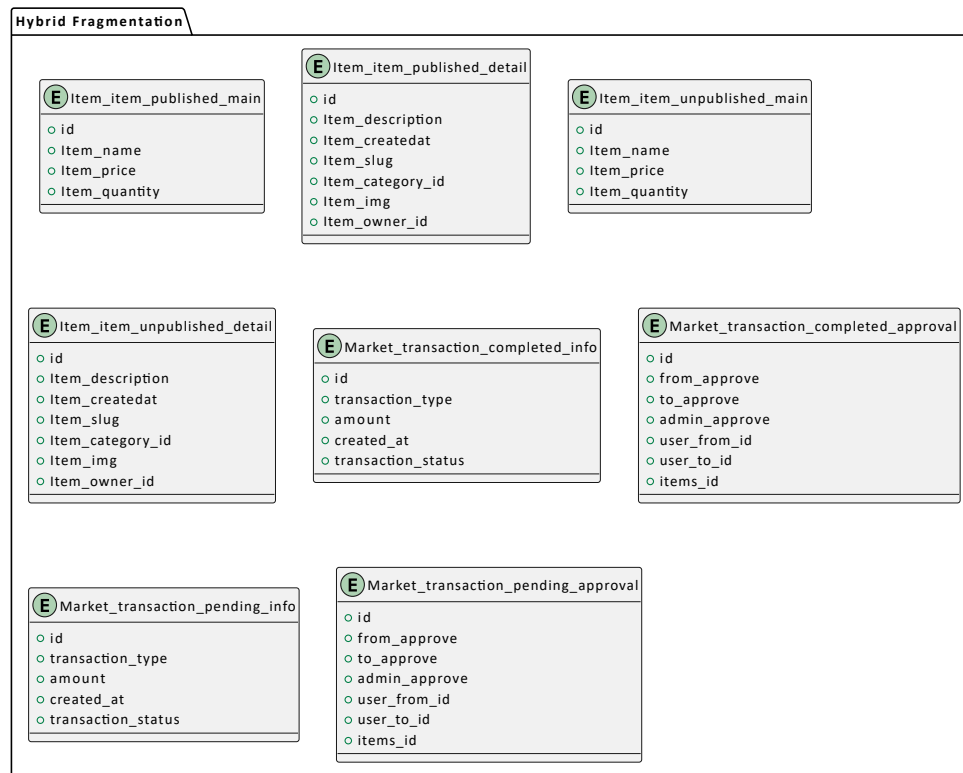 Hybrid Fragmentation
E Item_item_published_main
id
Item_name
Item_price
Item_quantity
E Item_item_published_detail
id
Item_description
Item_createdat
Item_slug
Item_category_id
Item_img
Item_owner_id
E Item_item_unpublished_main
id
Item_name
Item_price
Item_quantity
E Item_item_unpublished_detail
id
Item_description
Item_createdat
Item_slug
Item_category_id
Item_img
Item_owner_id
E Market_transaction_completed_info
id
transaction_type
amount
created_at
transaction_status
E Market_transaction_completed_approval
id
from_approve
to_approve
admin_approve
user_from_id
user_to_id
items_id
E Market_transaction_pending_info
id
transaction_type
amount
created_at
transaction_status
E Market_transaction_pending_approval
id
from_approve
to_approve
admin_approve
user_from_id
user_to_id
items_id